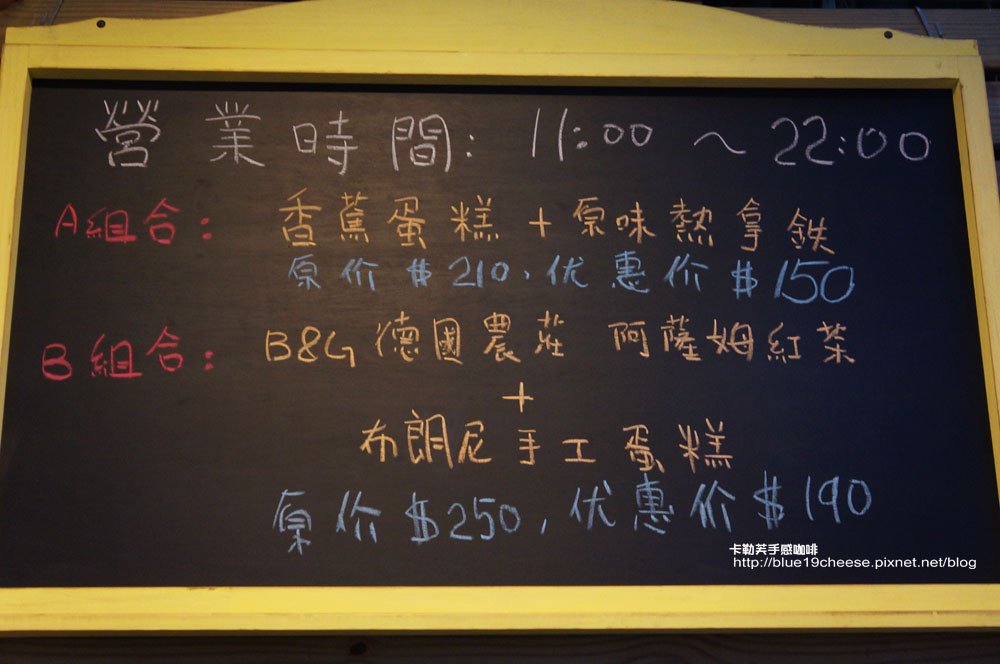 營業時間: 11:00 ~ 22:00
A組合: 香蕉蛋糕 + 原味熱拿鉄
原价 $210, 优惠价 $150
B組合: B&G 德國農莊 阿薩姆紅茶
+
布朗尼手工蛋糕
原价 $250, 优惠价 $190
卡勒芙手感咖啡
http://blue19cheese.pixnet.net/blog